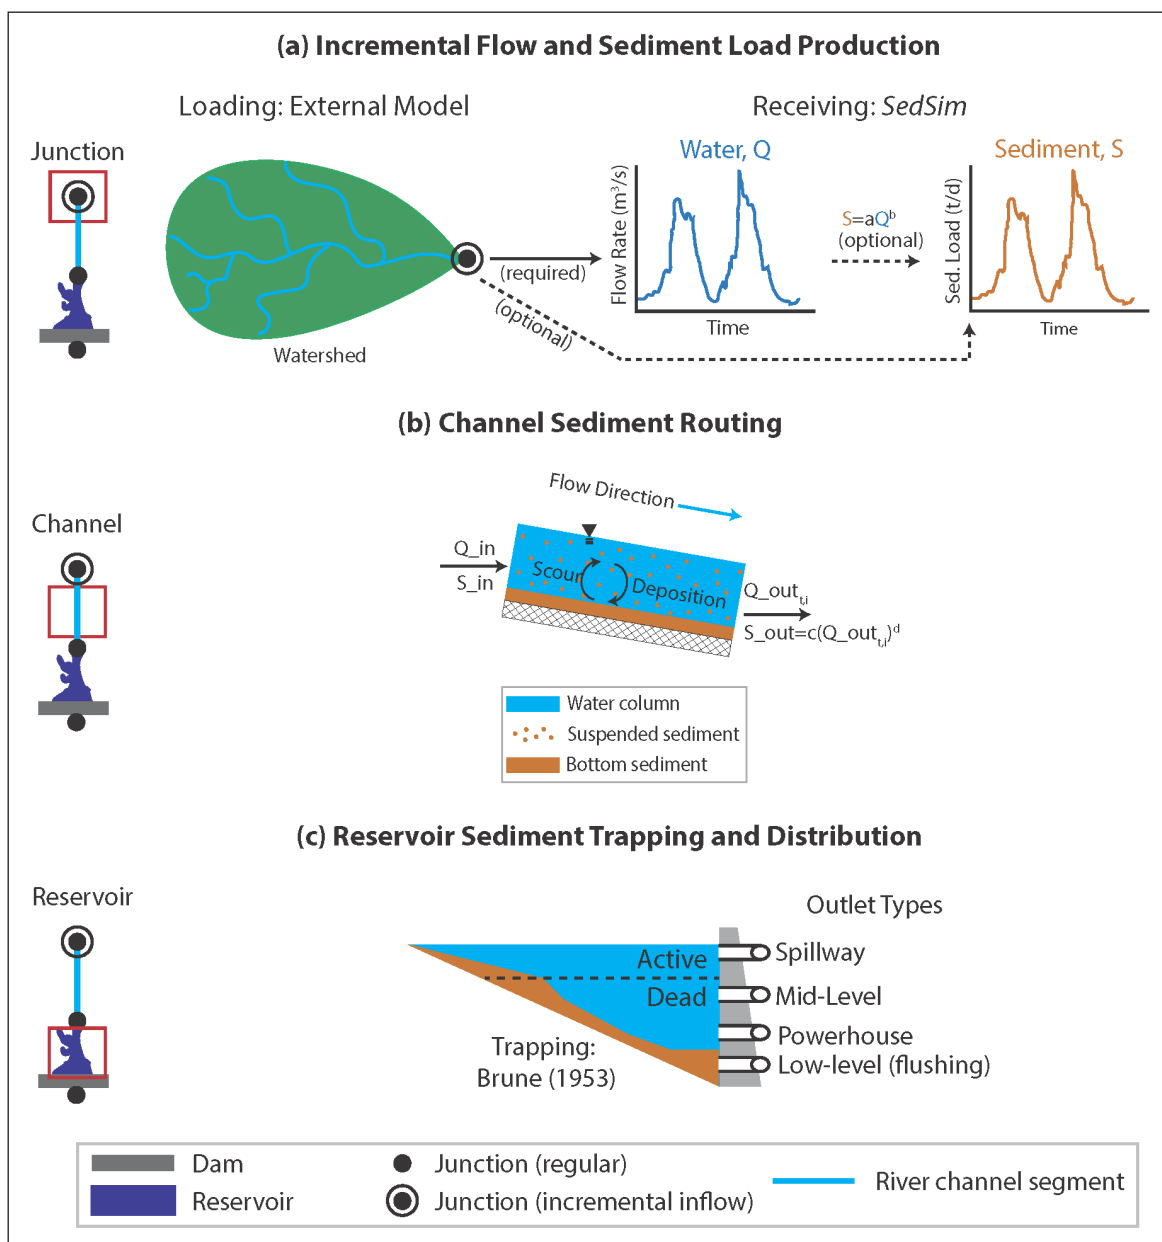 (a) Incremental Flow and Sediment Load Production
Loading: External Model
Receiving: SedSim
Junction
Water, Q
Sediment, S
Flow Rate (m³/s)
Time
(required)
(optional)
S=aQᵇ
(optional)
Sed. Load (t/d)
Time
Watershed
(b) Channel Sediment Routing
Channel
Flow Direction
Q_in
S_in
Scour
Deposition
Q_out_t,i
S_out=c(Q_out_t,i)ᵈ
Water column
Suspended sediment
Bottom sediment
(c) Reservoir Sediment Trapping and Distribution
Reservoir
Outlet Types
Active
Dead
Spillway
Mid-Level
Powerhouse
Low-level (flushing)
Trapping:
Brune (1953)
Dam
Reservoir
Junction (regular)
Junction (incremental inflow)
River channel segment